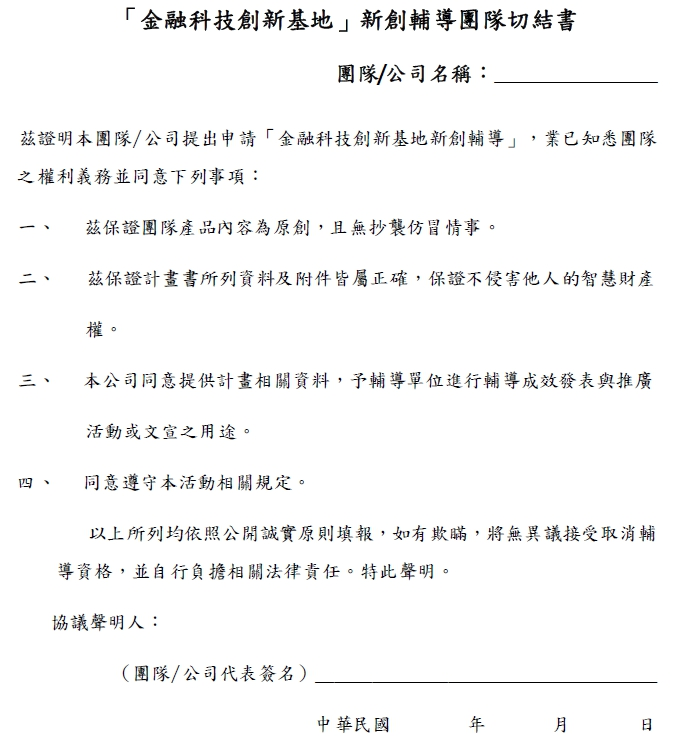 「金融科技創新基地」新創輔導團隊切結書
團隊/公司名稱：
茲證明本團隊/公司提出申請「金融科技創新基地新創輔導」，業已知悉團隊
之權利義務並同意下列事項：
一、 茲保證團隊產品內容為原創，且無抄襲仿冒情事。
二、 茲保證計畫書所列資料及附件皆屬正確，保證不侵害他人的智慧財產
權。
三、 本公司同意提供計畫相關資料，予輔導單位進行輔導成效發表與推廣
活動或文宣之用途。
四、 同意遵守本活動相關規定。
以上所列均依照公開誠實原則填報，如有欺瞞，將無異議接受取消輔
導資格，並自行負擔相關法律責任。特此聲明。
協議聲明人：
（團隊/公司代表簽名）
中華民國 年 月 日